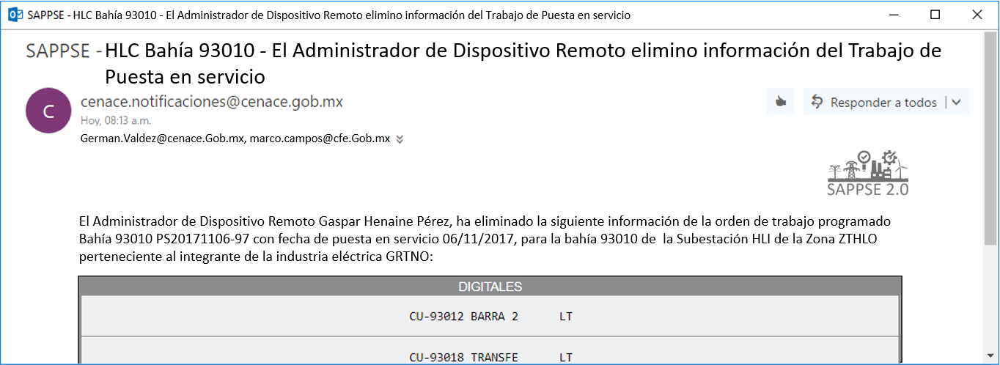 SAPPSE - HLC Bahía 93010 - El Administrador de Dispositivo Remoto elimino información del Trabajo de Puesta en servicio
SAPPSE - HLC Bahía 93010 - El Administrador de Dispositivo Remoto elimino información del Trabajo de
Puesta en servicio
C
cenace.notificaciones@cenace.gob.mx
Responder a todos
Hoy, 08:13 a.m.
German.Valdez@cenace.Gob.mx, marco.campos@cfe.Gob.mx
SAPPSE 2.0
El Administrador de Dispositivo Remoto Gaspar Henaine Pérez, ha eliminado la siguiente información de la orden de trabajo programado
Bahía 93010 PS20171106-97 con fecha de puesta en servicio 06/11/2017, para la bahía 93010 de  la Subestación HLI de la Zona ZTHLO
perteneciente al integrante de la industria eléctrica GRTNO:
DIGITALES
CU-93012 BARRA 2 LT
CU-93018 TRANSFE LT